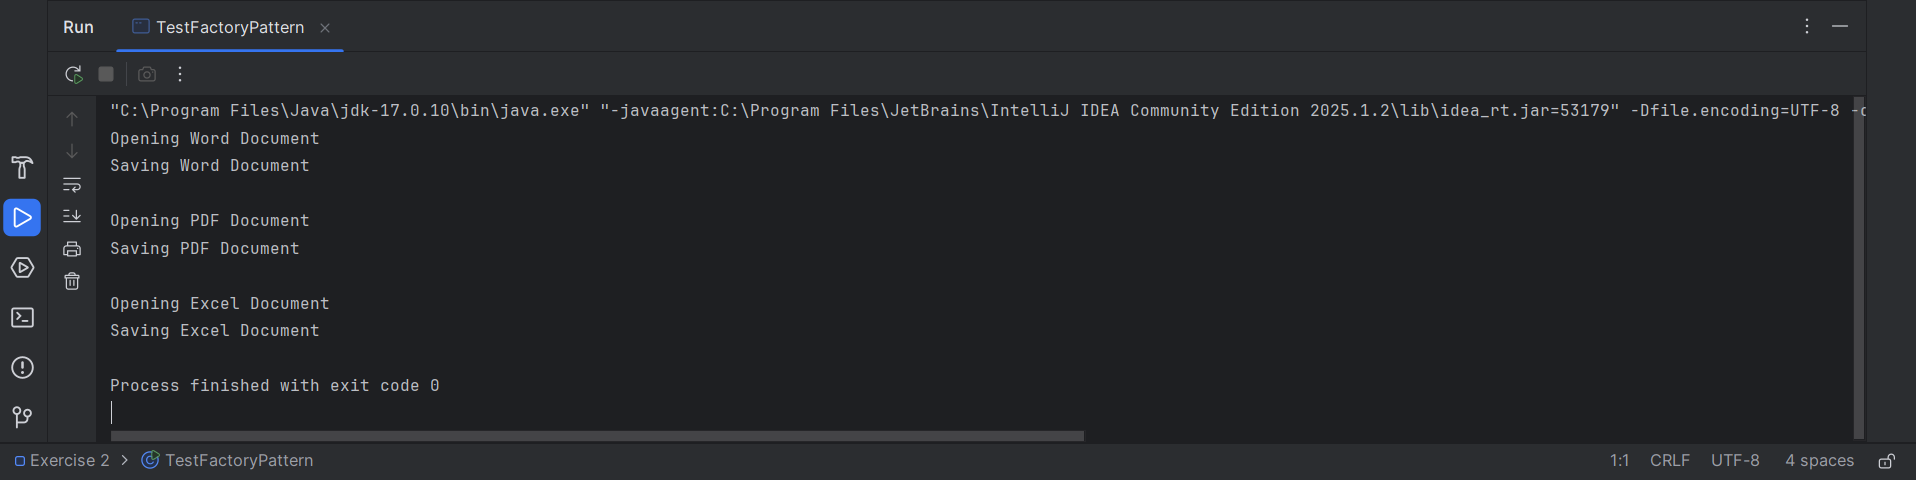 Run TestFactoryPattern
"C:\Program Files\Java\jdk-17.0.10\bin\java.exe" "-javaagent:C:\Program Files\JetBrains\IntelliJ IDEA Community Edition 2025.1.2\lib\idea_rt.jar=53179" -Dfile.encoding=UTF-8
Opening Word Document
Saving Word Document
Opening PDF Document
Saving PDF Document
Opening Excel Document
Saving Excel Document
Process finished with exit code 0
Exercise 2 > TestFactoryPattern 1:1 CRLF UTF-8 4 spaces